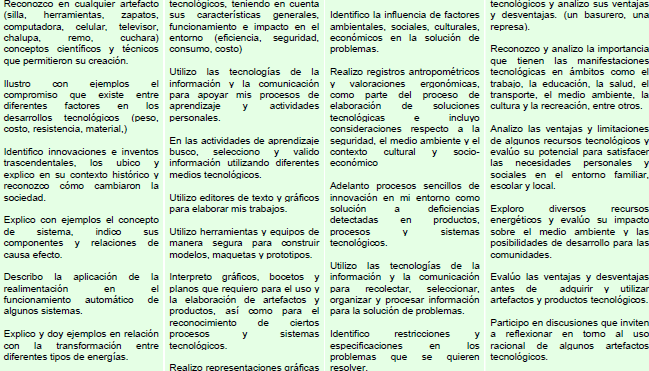 Reconozco en cualquier artefacto
(silla, herramientas, zapatos,
computadora, celular, televisor,
chalupa, remo, cuchara)
conceptos científicos y técnicos
que permitieron su creación.
Ilustro con ejemplos el
compromiso que existe entre
diferentes factores en los
desarrollos tecnológicos (peso,
costo, resistencia, material,)
Identifico innovaciones e inventos
trascendentales, los ubico y
explico en su contexto histórico y
reconozco cómo cambiaron la
sociedad.
Explico con ejemplos el concepto
de sistema, indico sus
componentes y relaciones de
causa efecto.
Describo la aplicación de la
realimentación en el
funcionamiento automático de
algunos sistemas.
Explico y doy ejemplos en relación
con la transformación entre
diferentes tipos de energías.
tecnológicos, teniendo en cuenta
sus características generales,
funcionamiento e impacto en el
entorno (eficiencia, seguridad,
consumo, costo)
Utilizo las tecnologías de la
información y la comunicación
para apoyar mis procesos de
aprendizaje y actividades
personales.
En las actividades de aprendizaje
busco, selecciono y valido
información utilizando diferentes
medios tecnológicos.
Utilizo editores de texto y gráficos
para elaborar mis trabajos.
Utilizo herramientas y equipos de
manera segura para construir
modelos, maquetas y prototipos.
Interpreto gráficos, bocetos y
planos que requiero para el uso y
la elaboración de artefactos y
productos, así como para el
reconocimiento de ciertos
procesos y sistemas
tecnológicos.
Realizo representaciones gráficas
Identifico la influencia de factores
ambientales, sociales, culturales,
económicos en la solución de
problemas.
Realizo registros antropométricos
y valoraciones ergonómicas,
como parte del proceso de
elaboración de soluciones
tecnológicas e incluyo
consideraciones respecto a la
seguridad, el medio ambiente y el
contexto cultural y socio-
económico
Adelanto procesos sencillos de
innovación en mi entorno como
solución a deficiencias
detectadas en productos,
procesos y sistemas
tecnológicos.
Utilizo las tecnologías de la
información y la comunicación
para recolectar, seleccionar,
organizar y procesar información
para la solución de problemas.
Identifico restricciones y
especificaciones en los
problemas que se quieren
resolver.
tecnológicos y analizo sus ventajas
y desventajas. (un basurero, una
represa).
Reconozco y analizo la importancia
que tienen las manifestaciones
tecnológicas en ámbitos como el
trabajo, la educación, la salud, el
transporte, el medio ambiente, la
cultura y la recreación, entre otros.
Analizo las ventajas y limitaciones
de algunos recursos tecnológicos y
evalúo su potencial para satisfacer
las necesidades personales y
sociales en el entorno familiar,
escolar y local.
Exploro diversos recursos
energéticos y evalúo su impacto
sobre el medio ambiente y las
posibilidades de desarrollo para las
comunidades.
Evalúo las ventajas y desventajas
antes de adquirir y utilizar
artefactos y productos tecnológicos.
Participo en discusiones que inviten
a reflexionar en torno al uso
racional de algunos artefactos
tecnológicos.